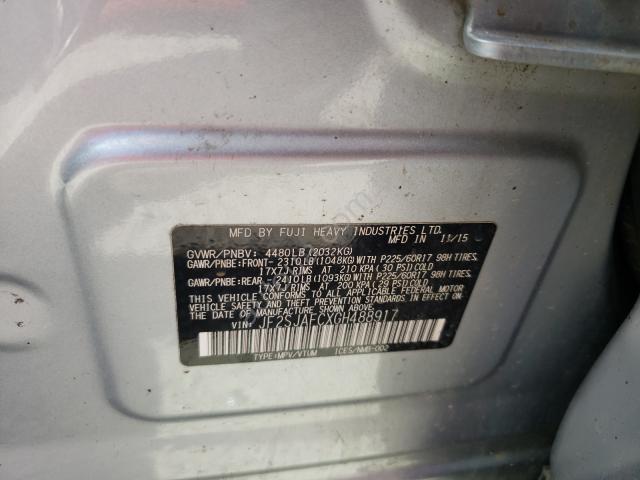 MFD BY FUJI HEAVY INDUSTRIES LTD.
MADE IN 11/15
GVWR/PNBV: 4480LB (2032KG)
GAWR/PNBE:FRONT-2310LB(1048KG) WITH P225/60R17 98H TIRES.
17X7J RIMS AT 210 KPA (30 PSI) COLD
GAWR/PNBE:REAR -2410LB(1093KG) WITH P225/60R17 98H TIRES.
17X7J RIMS AT 200 KPA (29 PSI) COLD
THIS VEHICLE CONFORMS TO ALL APPLICABLE FEDERAL MOTOR
VEHICLE SAFETY STANDARDS IN EFFECT ON THE
DATE OF MANUFACTURE SHOWN ABOVE.
VIN: JF2SJAFCXGH488917
TYPE:MPV/VTUM ICES/NMB-002